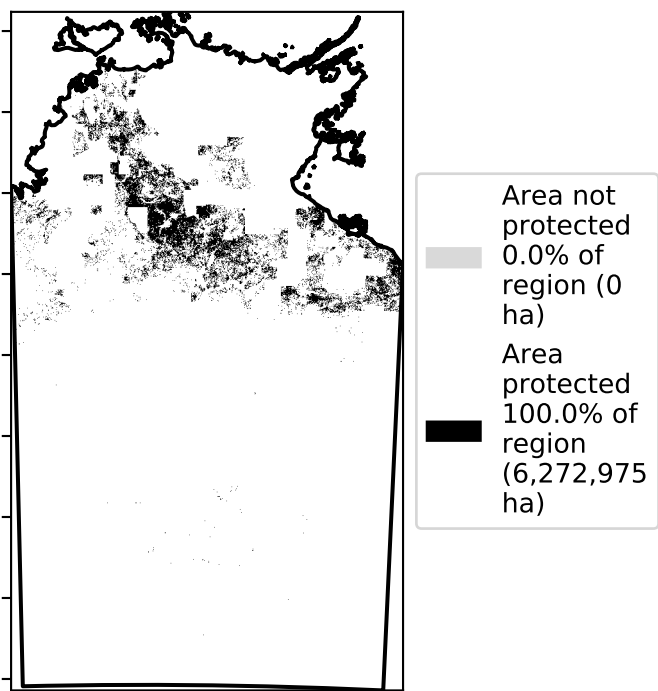 Area not
protected
0.0% of
region (0
ha)
Area
protected
100.0% of
region
(6,272,975
ha)